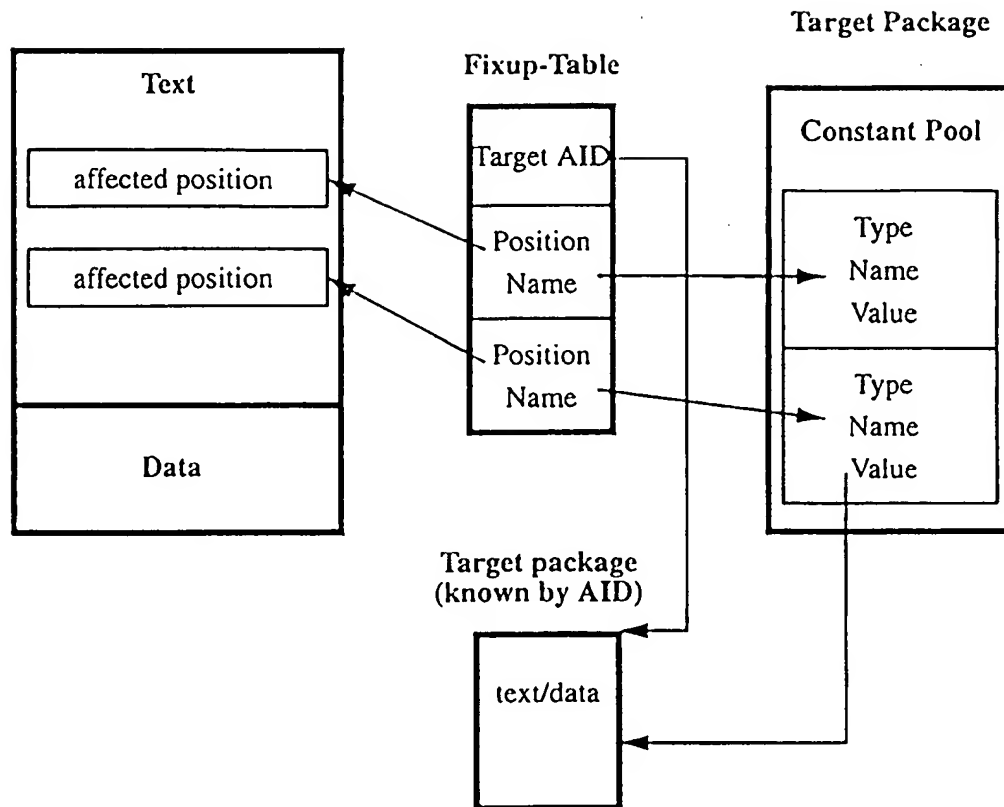 Text
affected position
affected position
Data
Fixup-Table
Target AID
Position
Name
Position
Name
Target Package
Constant Pool
Type
Name
Value
Type
Name
Value
Target package
(known by AID)
text/data